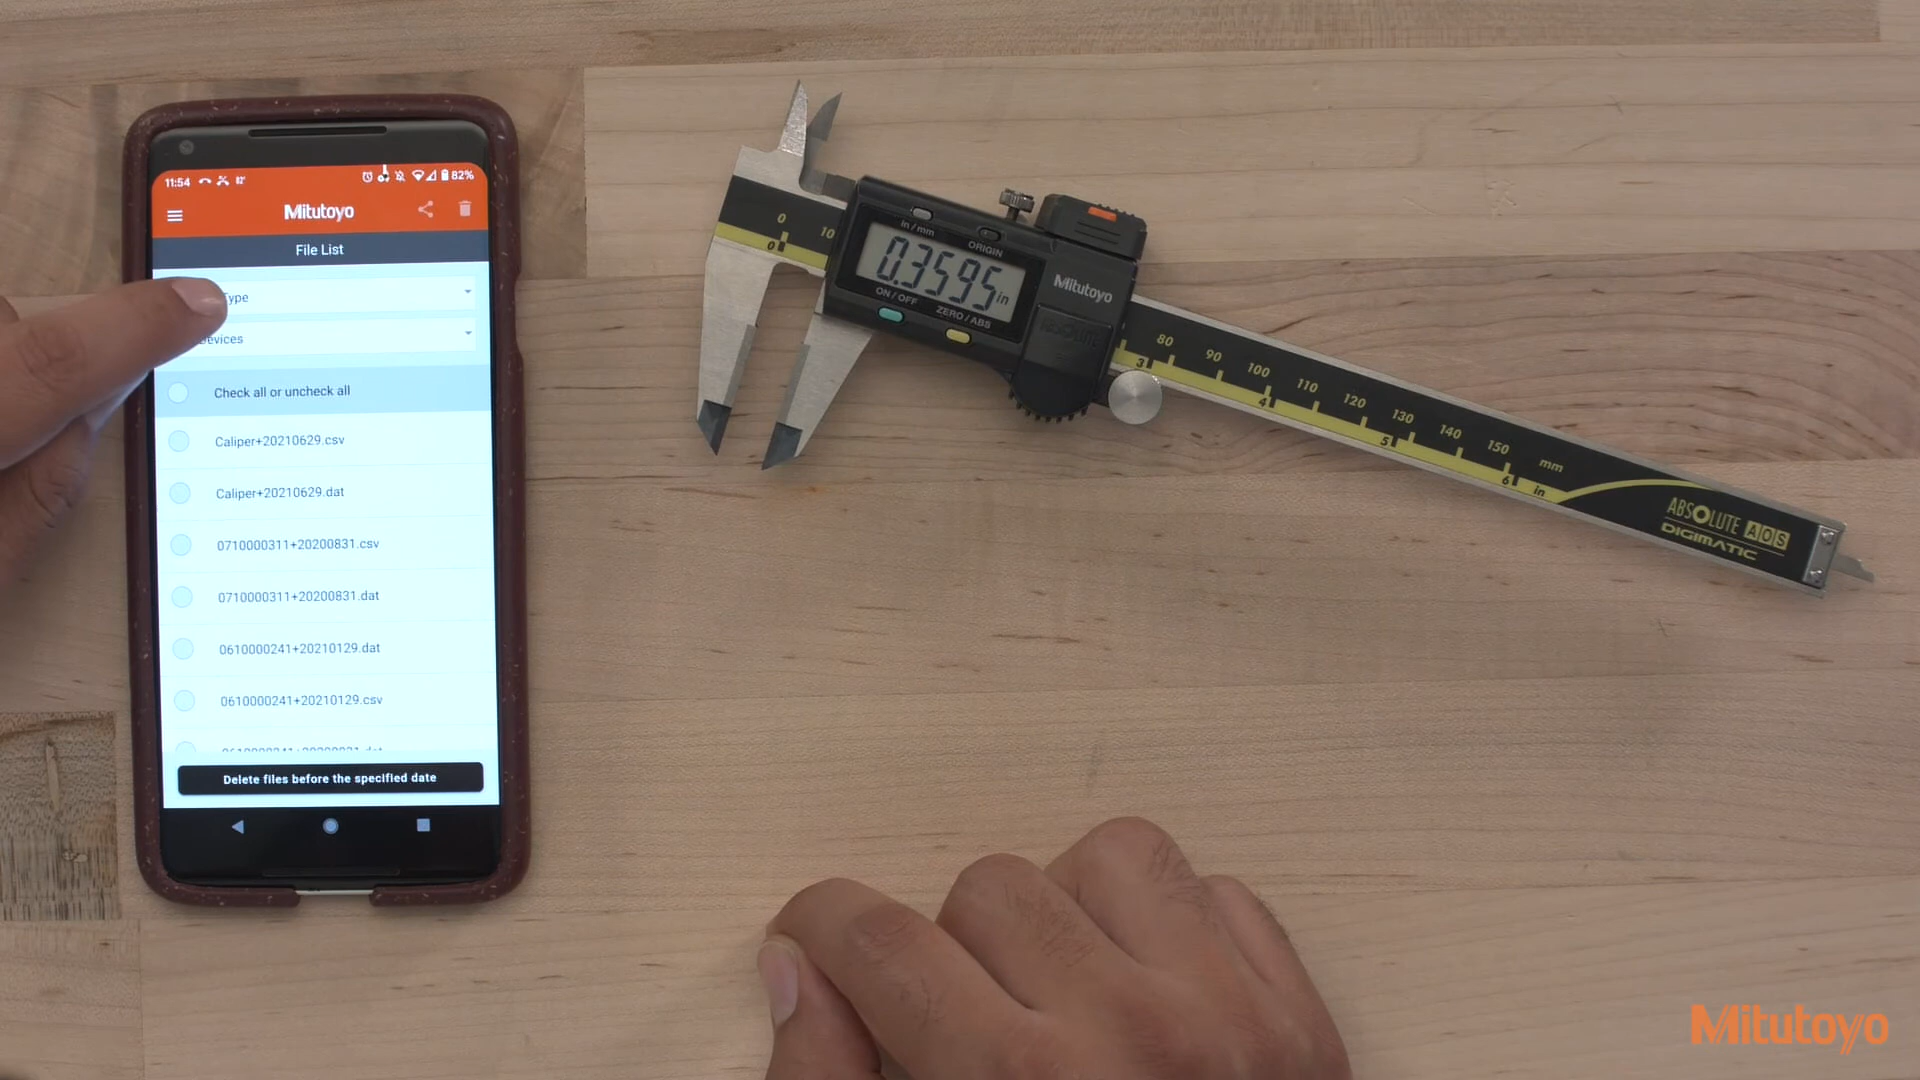 11:54
82%
Mitutoyo
File List
Type
Devices
Check all or uncheck all
Caliper+20210629.csv
Caliper+20210629.dat
0710000311+20200831.csv
0710000311+20200831.dat
0610000241+20210129.dat
0610000241+20210129.csv
Delete files before the specified date
0 10
0
in/mm
ORIGIN
0.3595 in
ON/OFF
ZERO/ABS
Mitutoyo
ABSOLUTE
80 90 100 110 120 130 140 150 mm
3 4 5 6 in
ABSOLUTE AOS
DIGIMATIC
Mitutoyo